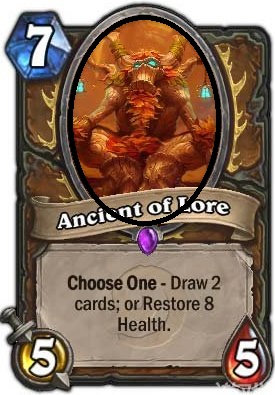 7
Ancient of Lore
Choose One - Draw 2
cards; or Restore 8
Health.
5 5